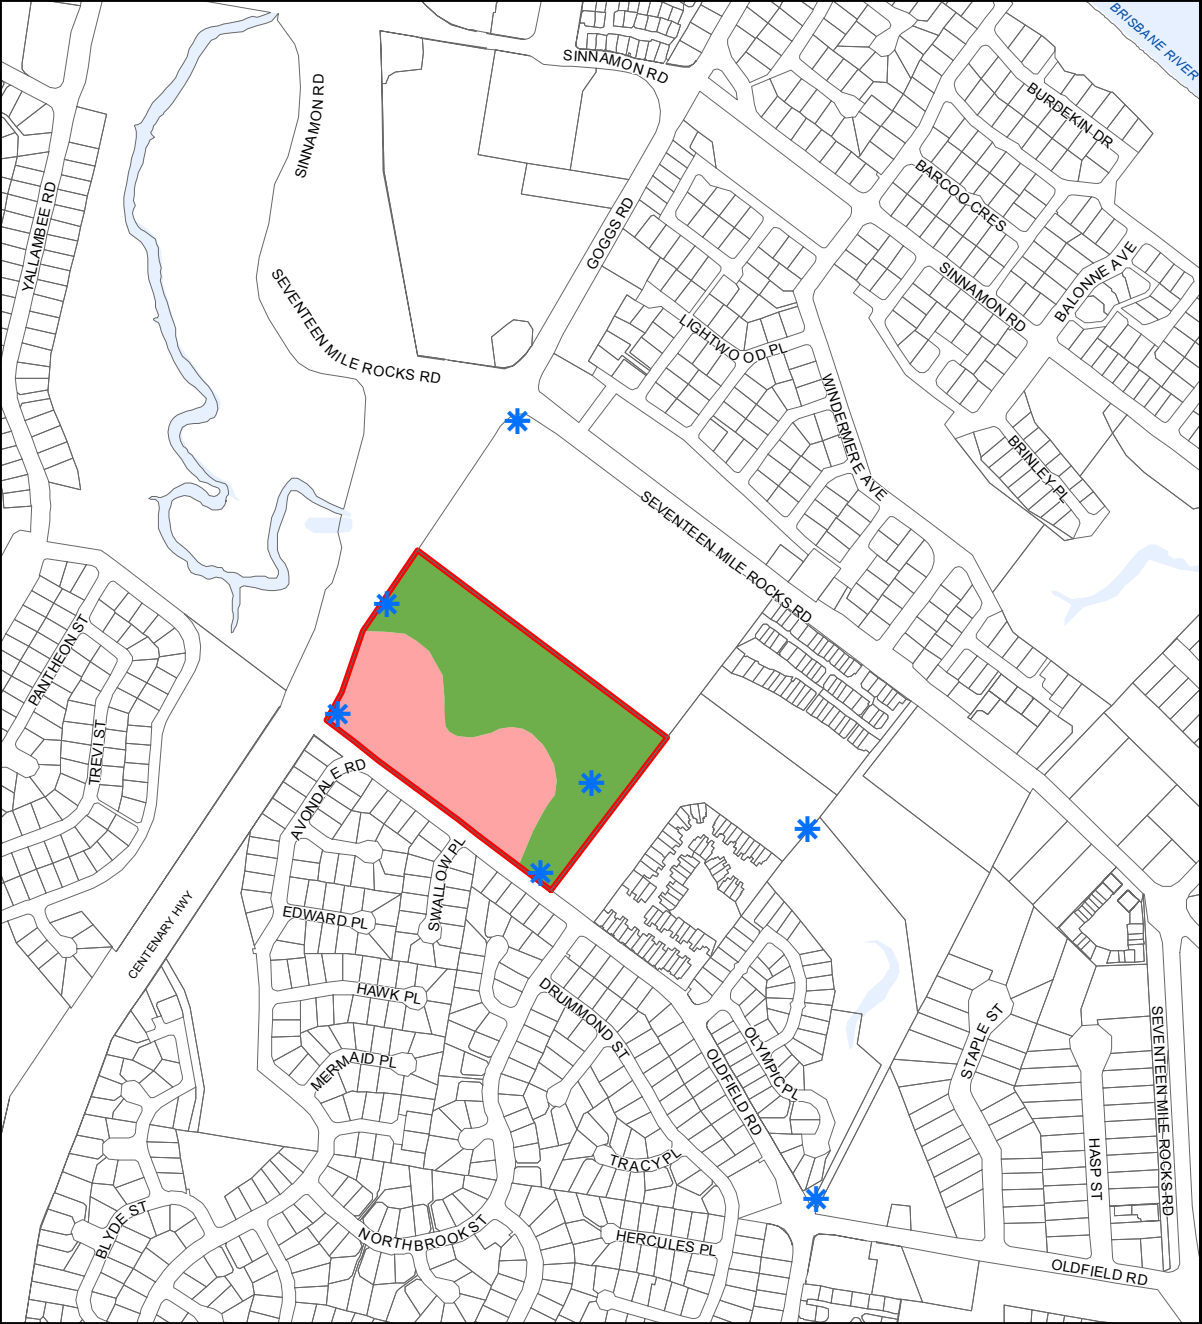 BRISBANE RIVER
SINNAMON RD
SINNAMON RD
BURDEKIN DR
BARCOO CRES
YALLAMBEE RD
GOGGS RD
BALONNE AVE
SINNAMON RD
SEVENTEEN MILE ROCKS RD
LIGHTWOOD PL
WINDERMERE AVE
BRINLEY PL
SEVENTEEN MILE ROCKS RD
PANTHEON ST
TREVI ST
AVONDALE RD
SWALLOW PL
EDWARD PL
CENTENARY HWY
HAWK PL
DRUMMOND ST
MERMAID PL
OLYMPIC PL
OLDFIELD RD
STAPLE ST
SEVENTEEN MILE ROCKS RD
HASP ST
TRACY PL
BLYDE ST
NORTHBROOK ST
HERCULES PL
OLDFIELD RD